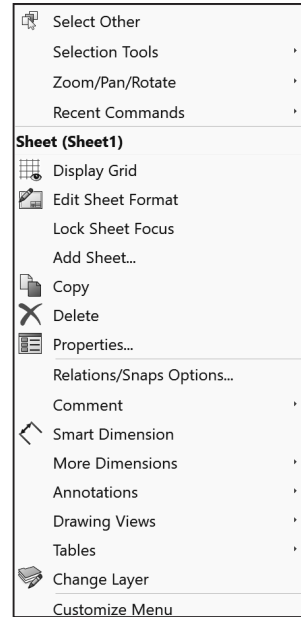 Select Other
Selection Tools
Zoom/Pan/Rotate
Recent Commands
Sheet (Sheet1)
Display Grid
Edit Sheet Format
Lock Sheet Focus
Add Sheet...
Copy
Delete
Properties...
Relations/Snaps Options...
Comment
Smart Dimension
More Dimensions
Annotations
Drawing Views
Tables
Change Layer
Customize Menu